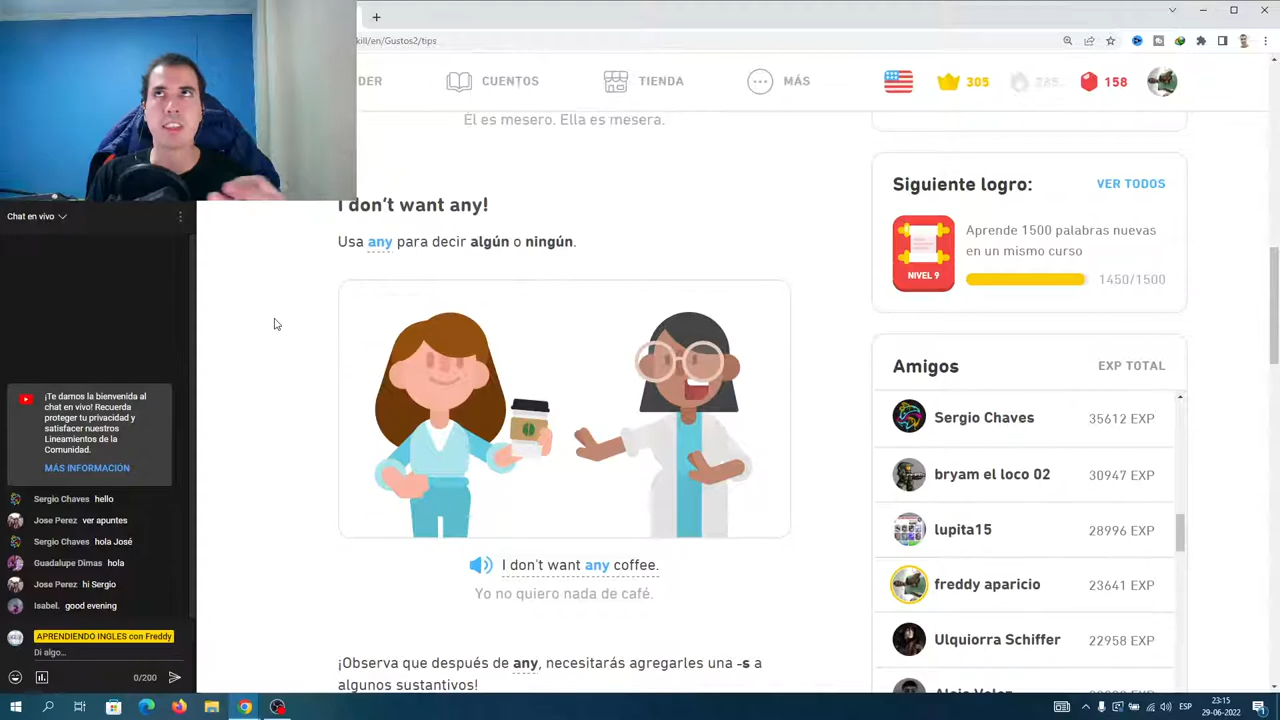 kill/en/Gustos2/tips
DER
CUENTOS
TIENDA
MÁS
305
265
158
Él es mesero. Ella es mesera.
I don't want any!
Usa any para decir algún o ningún.
I don't want any coffee.
Yo no quiero nada de café.
¡Observa que después de any, necesitarás agregarles una -s a
algunos sustantivos!
Siguiente logro:
VER TODOS
NIVEL 9
Aprende 1500 palabras nuevas
en un mismo curso
1450/1500
Amigos
EXP TOTAL
Sergio Chaves
35612 EXP
bryam el loco 02
30947 EXP
lupita15
28996 EXP
freddy aparicio
23641 EXP
Ulquiorra Schiffer
22958 EXP
Chat en vivo
¡Te damos la bienvenida al
chat en vivo! Recuerda
proteger tu privacidad y
satisfacer nuestros
Lineamientos de la
Comunidad.
MÁS INFORMACIÓN
Sergio Chaves hello
Jose Perez ver apuntes
Sergio Chaves hola José
Guadalupe Dimas hola
Jose Perez hi Sergio
Isabel. good evening
APRENDIENDO INGLES con Freddy
Di algo...
0/200
ESP
23:15
29-06-2022
1